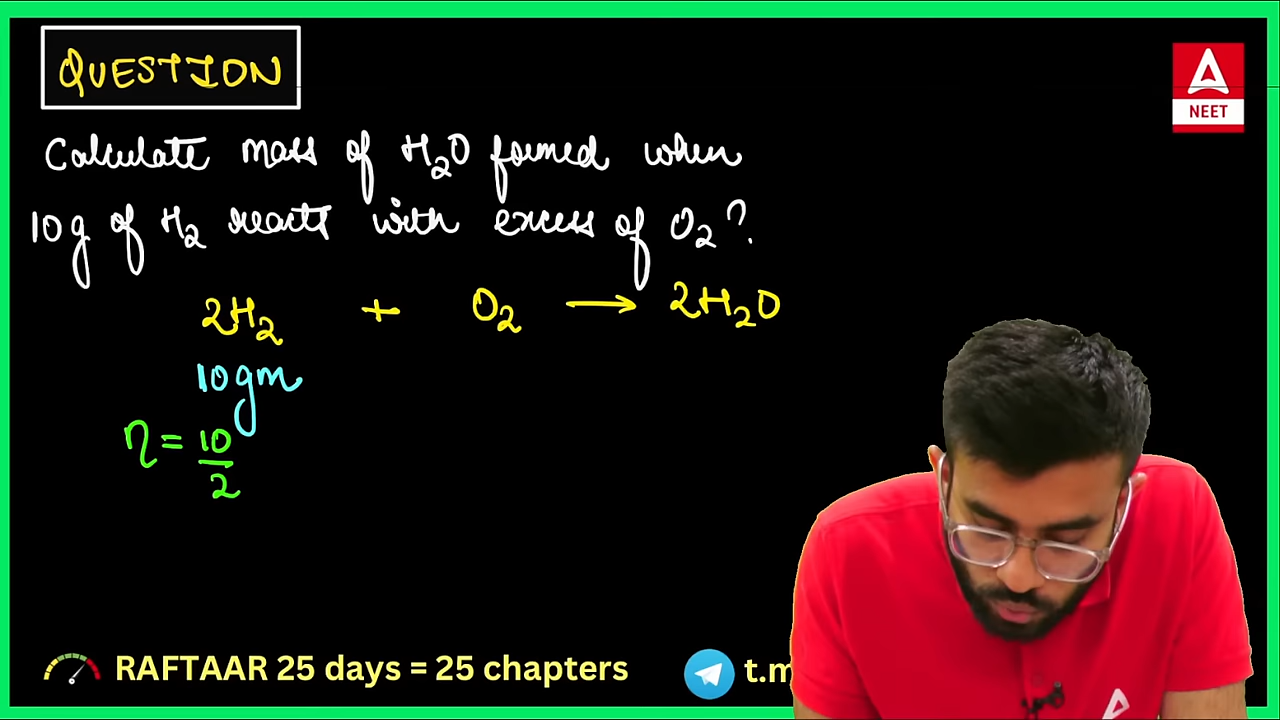 QUESTION
NEET
Calculate mass of H₂O formed when
10g of H₂ reacts with excess of O₂?
2H₂ + O₂ → 2H₂O
10gm
η = 10/2
RAFTAAR 25 days = 25 chapters
t.m